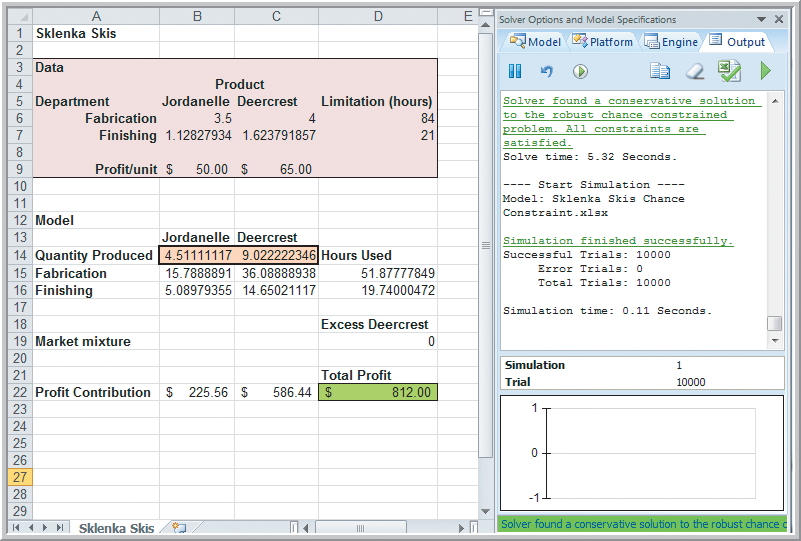 Solver Options and Model Specifications
A B C D E
Model Platform Engine Output
1 Sklenka Skis
2
3 Data
4 Product
5 Department Jordanelle Deercrest Limitation (hours)
6 Fabrication 3.5 4 84
7 Finishing 1.12827934 1.623791857 21
8
9 Profit/unit $ 50.00 $ 65.00
10
11
12 Model
13 Jordanelle Deercrest
14 Quantity Produced 4.51111117 9.022222346 Hours Used
15 Fabrication 15.7888891 36.08888938 51.87777849
16 Finishing 5.08979355 14.65021117 19.74000472
17
18 Excess Deercrest
19 Market mixture 0
20
21 Total Profit
22 Profit Contribution $ 225.56 $ 586.44 $ 812.00
23
24
25
26
27
28
29
Sklenka Skis
Solver found a conservative solution
to the robust chance constrained
problem. All constraints are
satisfied.
Solve time: 5.32 Seconds.
---- Start Simulation ----
Model: Sklenka Skis Chance
Constraint.xlsx
Simulation finished successfully.
Successful Trials: 10000
Error Trials: 0
Total Trials: 10000
Simulation time: 0.11 Seconds.
Simulation 1
Trial 10000
1
0
-1
Solver found a conservative solution to the robust chance c